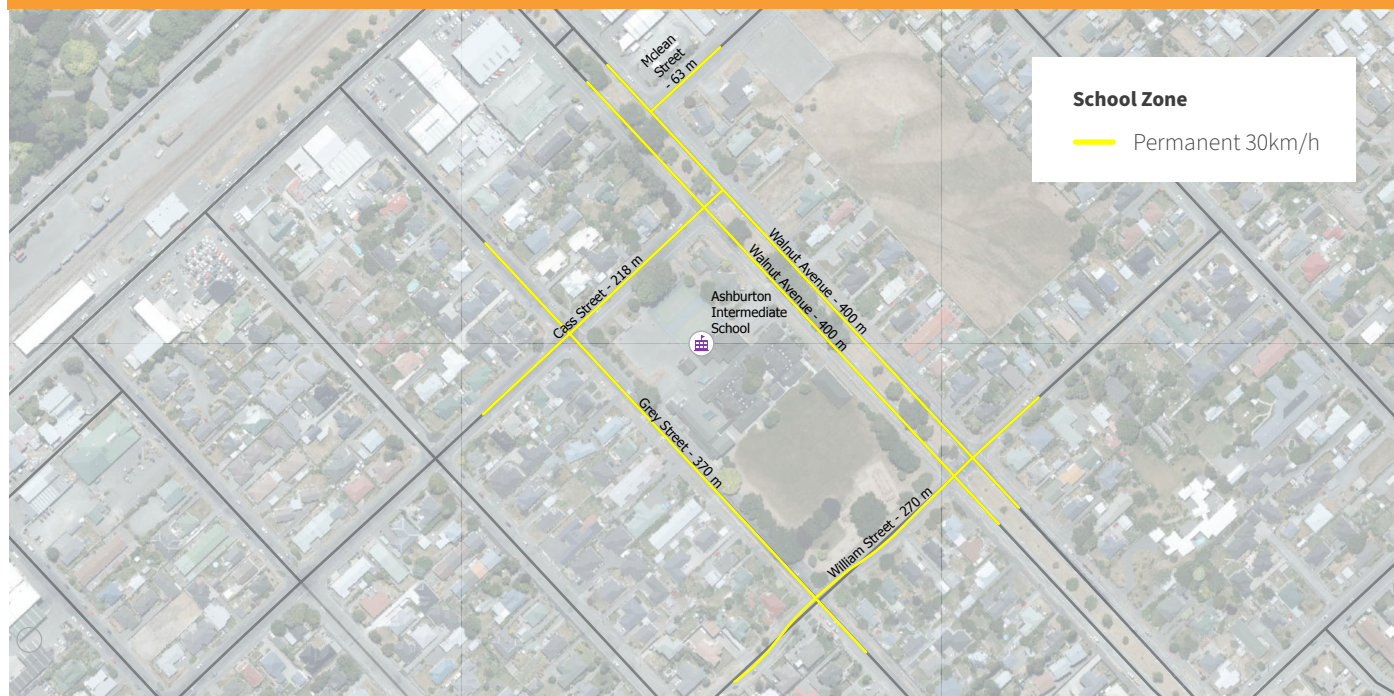 Mclean
Street
- 63 m
School Zone
Permanent 30km/h
Walnut Avenue - 400 m
Walnut Avenue - 400 m
Cass Street - 218 m
Ashburton
Intermediate
School
Grey Street - 370 m
William Street - 270 m